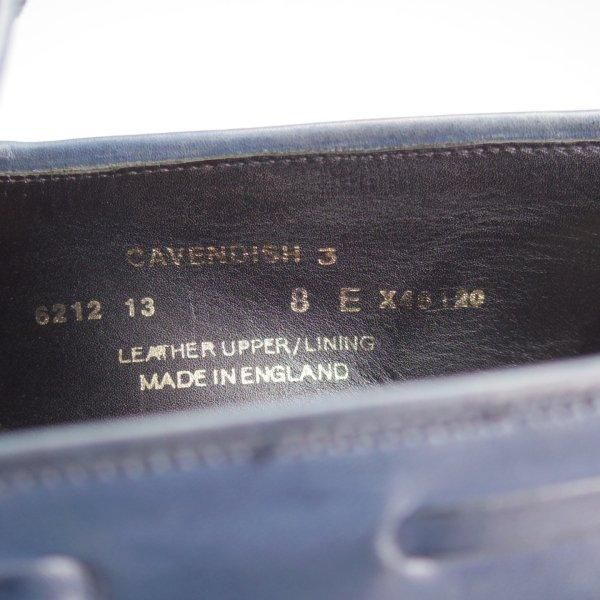 CAVENDISH 3
6212 13 8 E
LEATHER UPPER/LINING
MADE IN ENGLAND